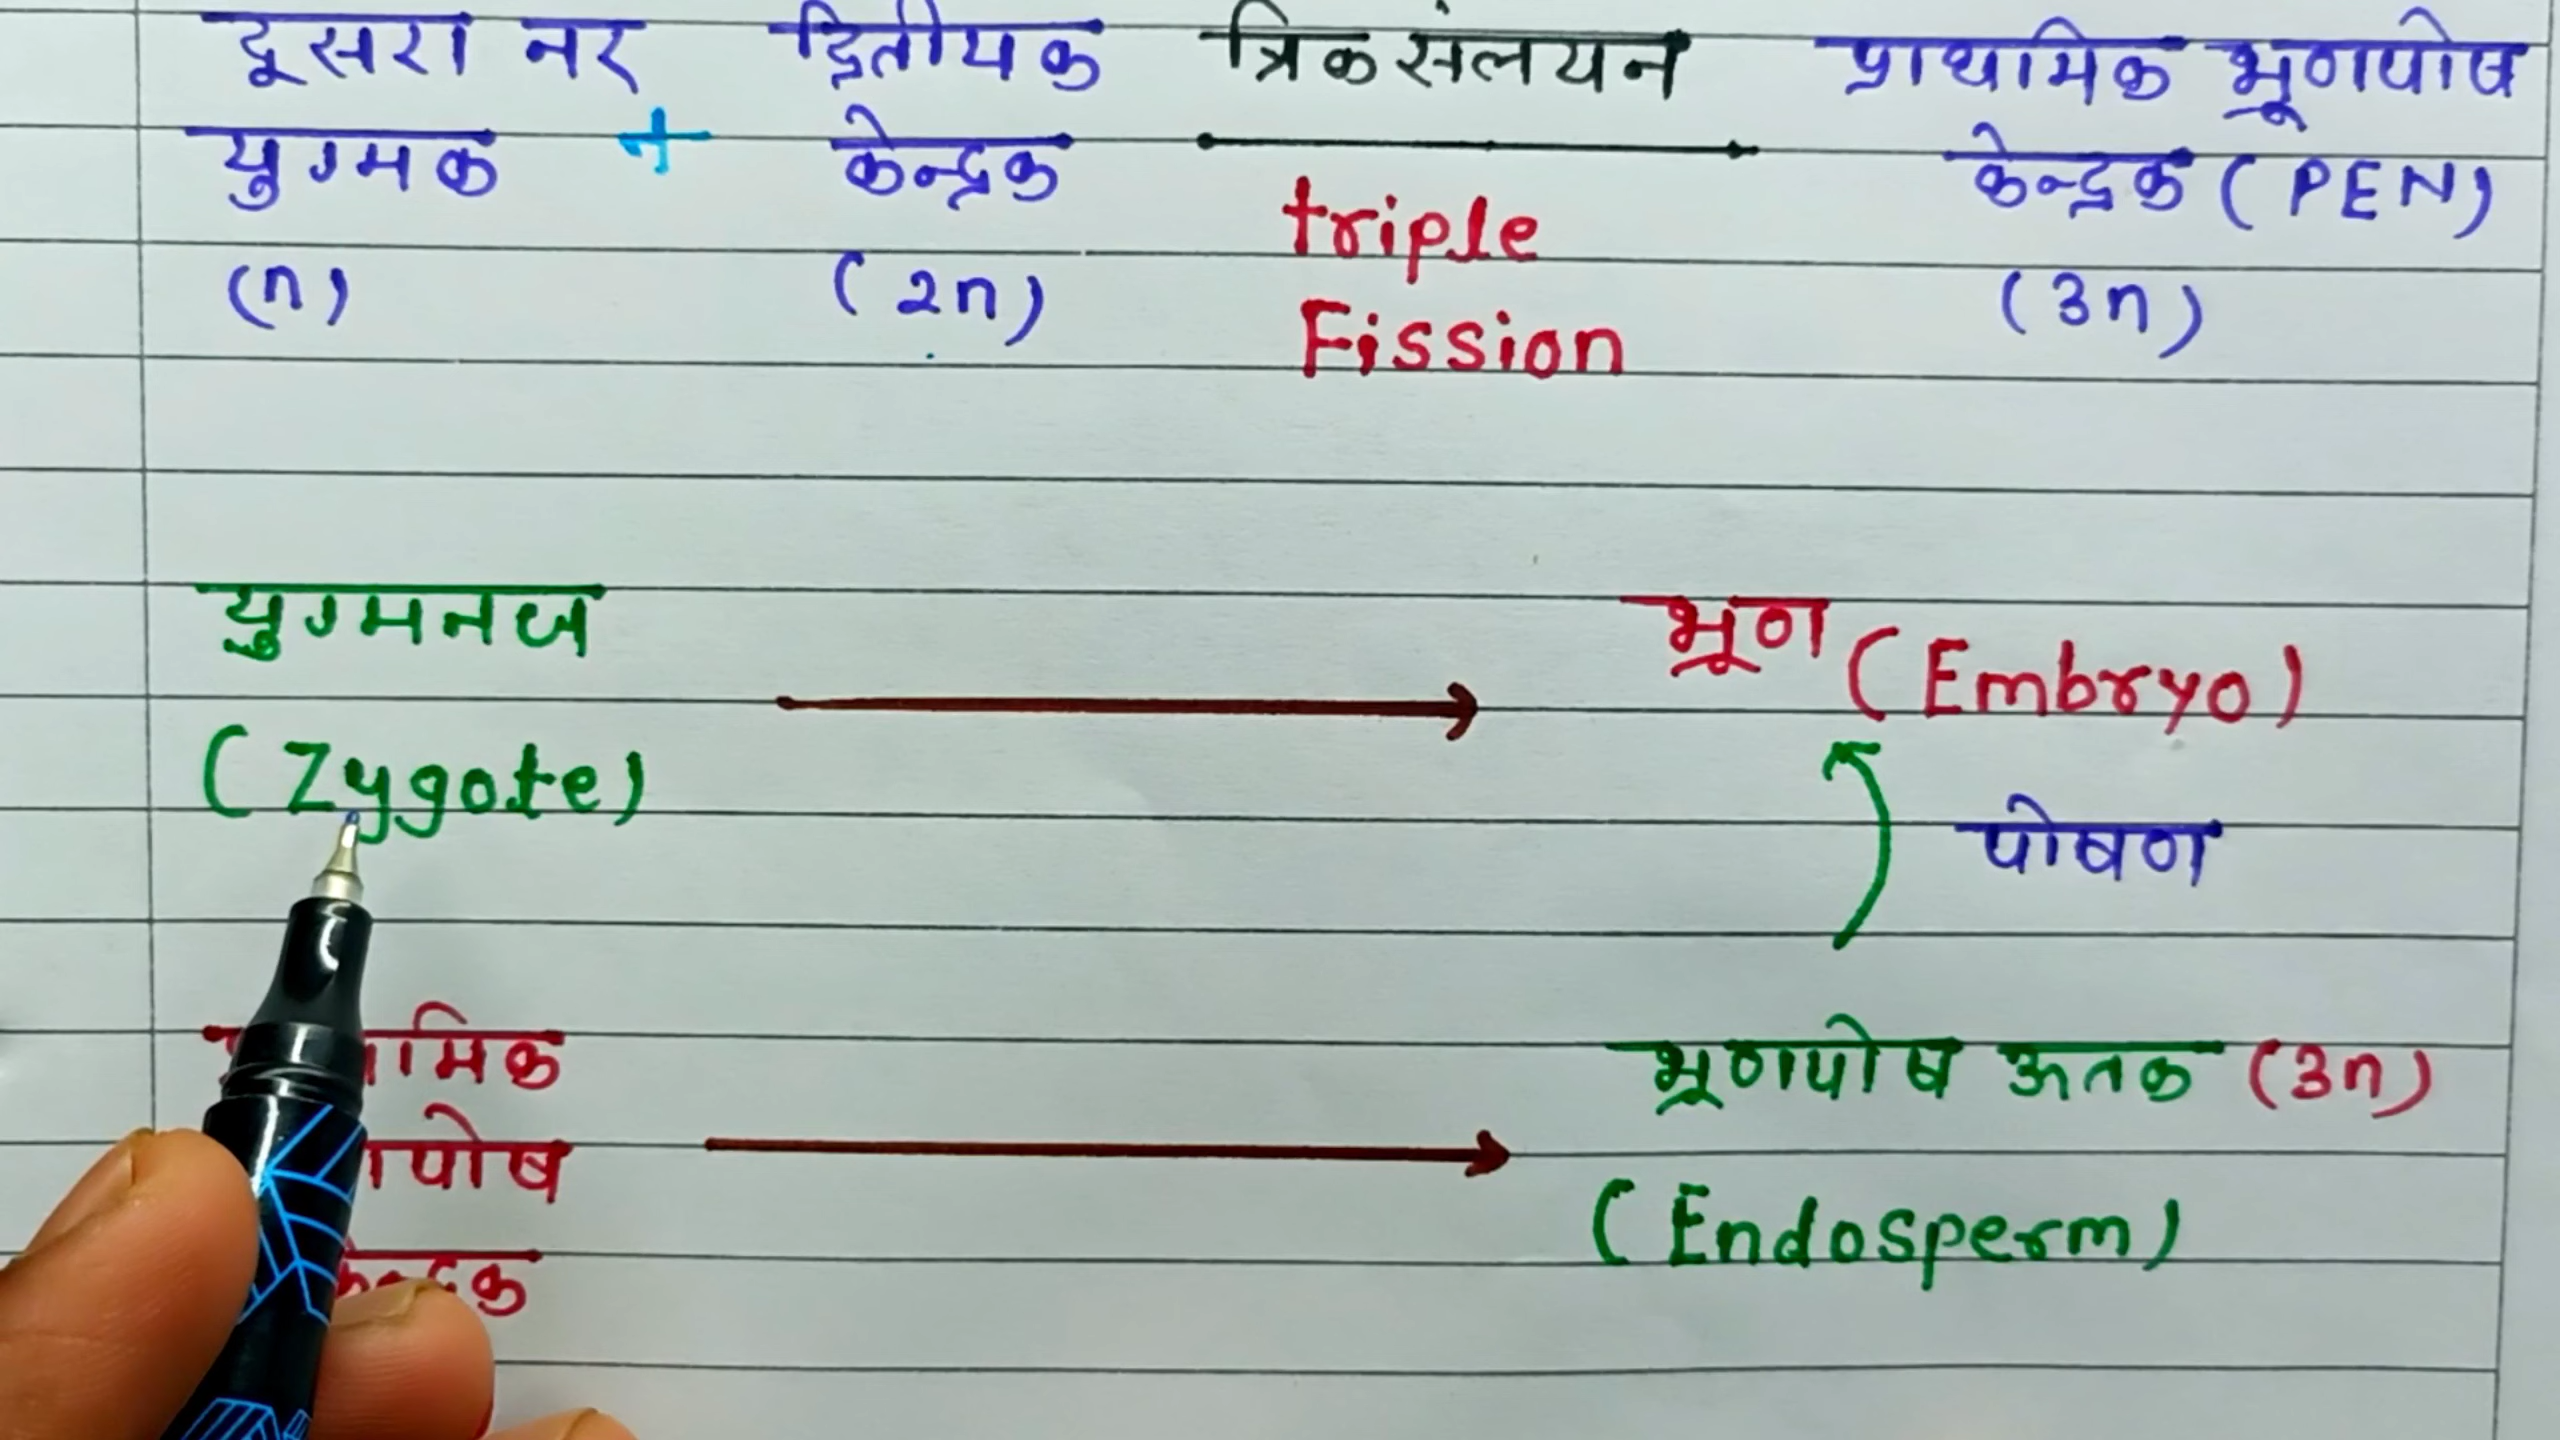 दूसरा नर द्वितीयक त्रिकसंलयन प्राथमिक भ्रूणपोष
युग्मक + केन्द्रक केन्द्रक (PEN)
(n) (2n) triple (3n)
Fission
युग्मनज भ्रूण (Embryo)
(Zygote)
पोषण
भ्रूणपोष ऊतक (3n)
(Endosperm)